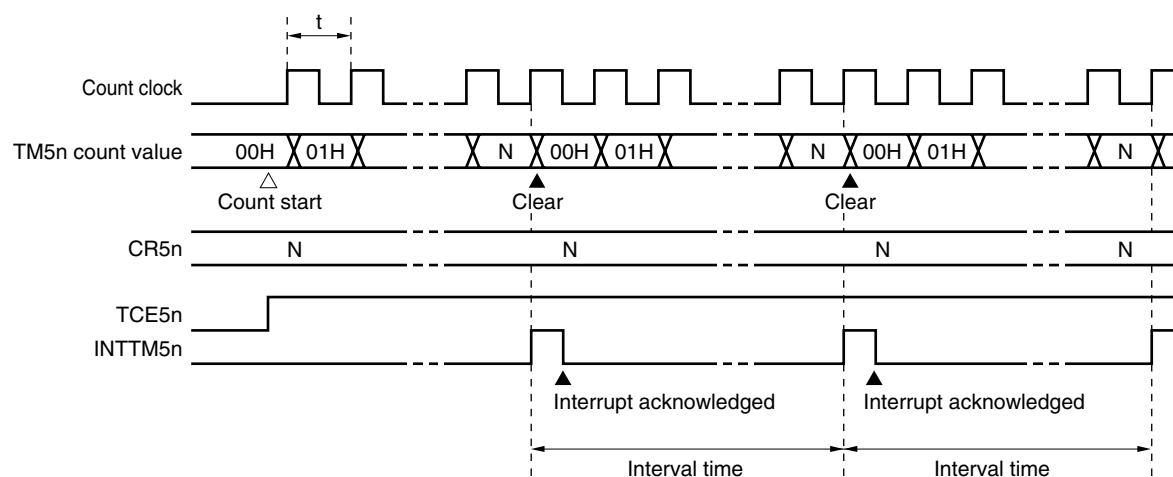 t
Count clock
TM5n count value 00H 01H N 00H 01H N 00H 01H N
Count start Clear Clear
CR5n N N N N
TCE5n
INTTM5n
Interrupt acknowledged Interrupt acknowledged
Interval time Interval time